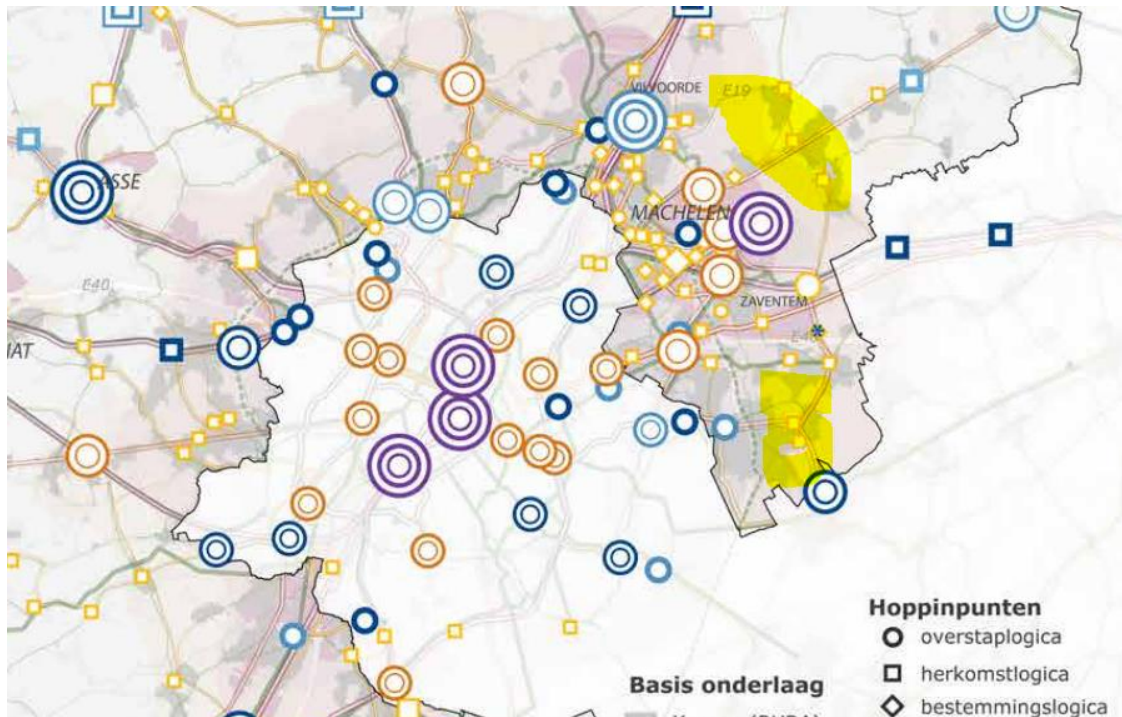 VILVOORDE
E19
ASSE
MACHELEN
E40
ZAVENTEM
E40
IAT
Hoppinpunten
overstaplogica
herkomstlogica
Basis onderlaag
bestemmingslogica